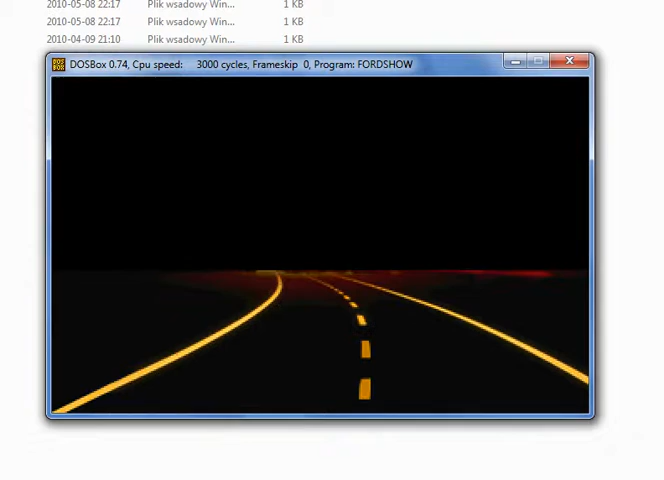 2010-05-08 22:17 Plik wsadowy Win... 1 KB
2010-05-08 22:17 Plik wsadowy Win... 1 KB
2010-04-09 21:10 Plik wsadowy Win... 1 KB
DOS BOX DOSBox 0.74, Cpu speed: 3000 cycles, Frameskip 0, Program: FORDSHOW